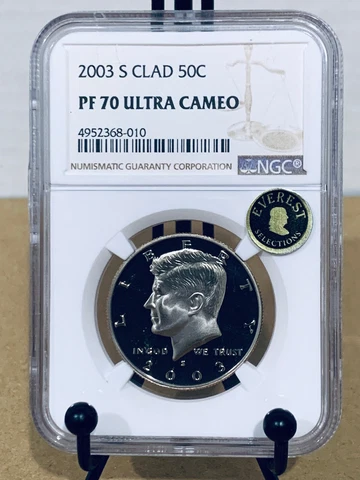 2003 S CLAD 50C
PF 70 ULTRA CAMEO
4952368-010
NUMISMATIC GUARANTY CORPORATION NGC
EVEREST
SELECTIONS
LIBERTY
IN GOD WE TRUST
S
2003